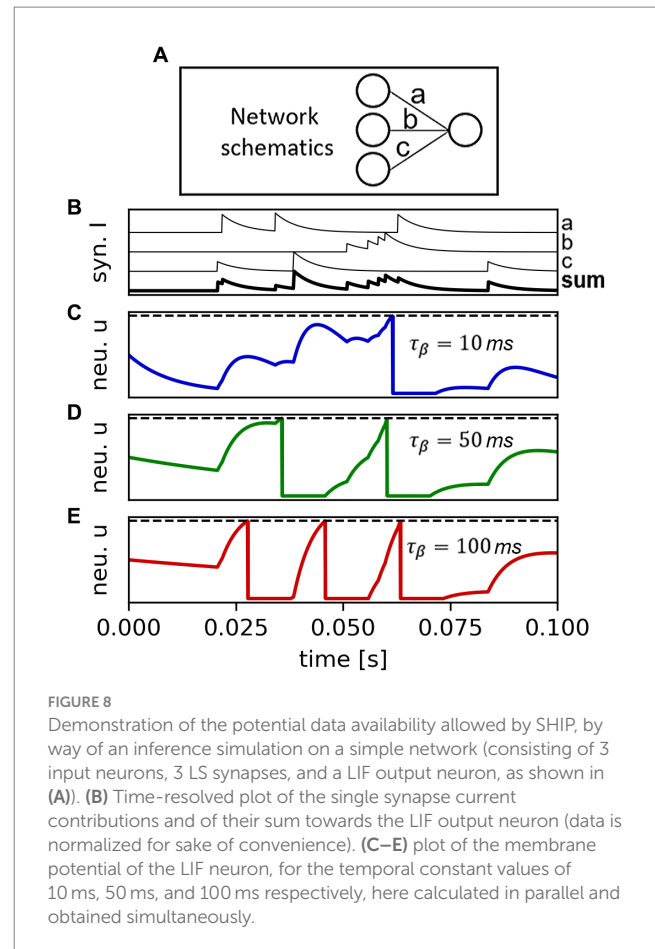 A
Network
schematics
a
b
c
B
syn. I
a
b
c
sum
C
neu. u
τβ = 10 ms
D
neu. u
τβ = 50 ms
E
neu. u
τβ = 100 ms
0.000 0.025 0.050 0.075 0.100
time [s]
FIGURE 8
Demonstration of the potential data availability allowed by SHIP, by
way of an inference simulation on a simple network (consisting of 3
input neurons, 3 LS synapses, and a LIF output neuron, as shown in
(A)). (B) Time-resolved plot of the single synapse current
contributions and of their sum towards the LIF output neuron (data is
normalized for sake of convenience). (C–E) plot of the membrane
potential of the LIF neuron, for the temporal constant values of
10 ms, 50 ms, and 100 ms respectively, here calculated in parallel and
obtained simultaneously.